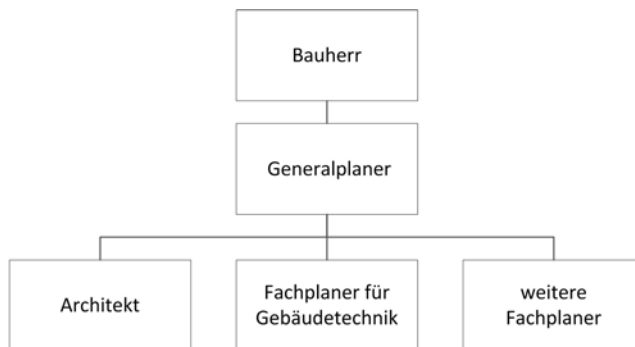 Bauherr
Generalplaner
Architekt
Fachplaner für
Gebäudetechnik
weitere
Fachplaner